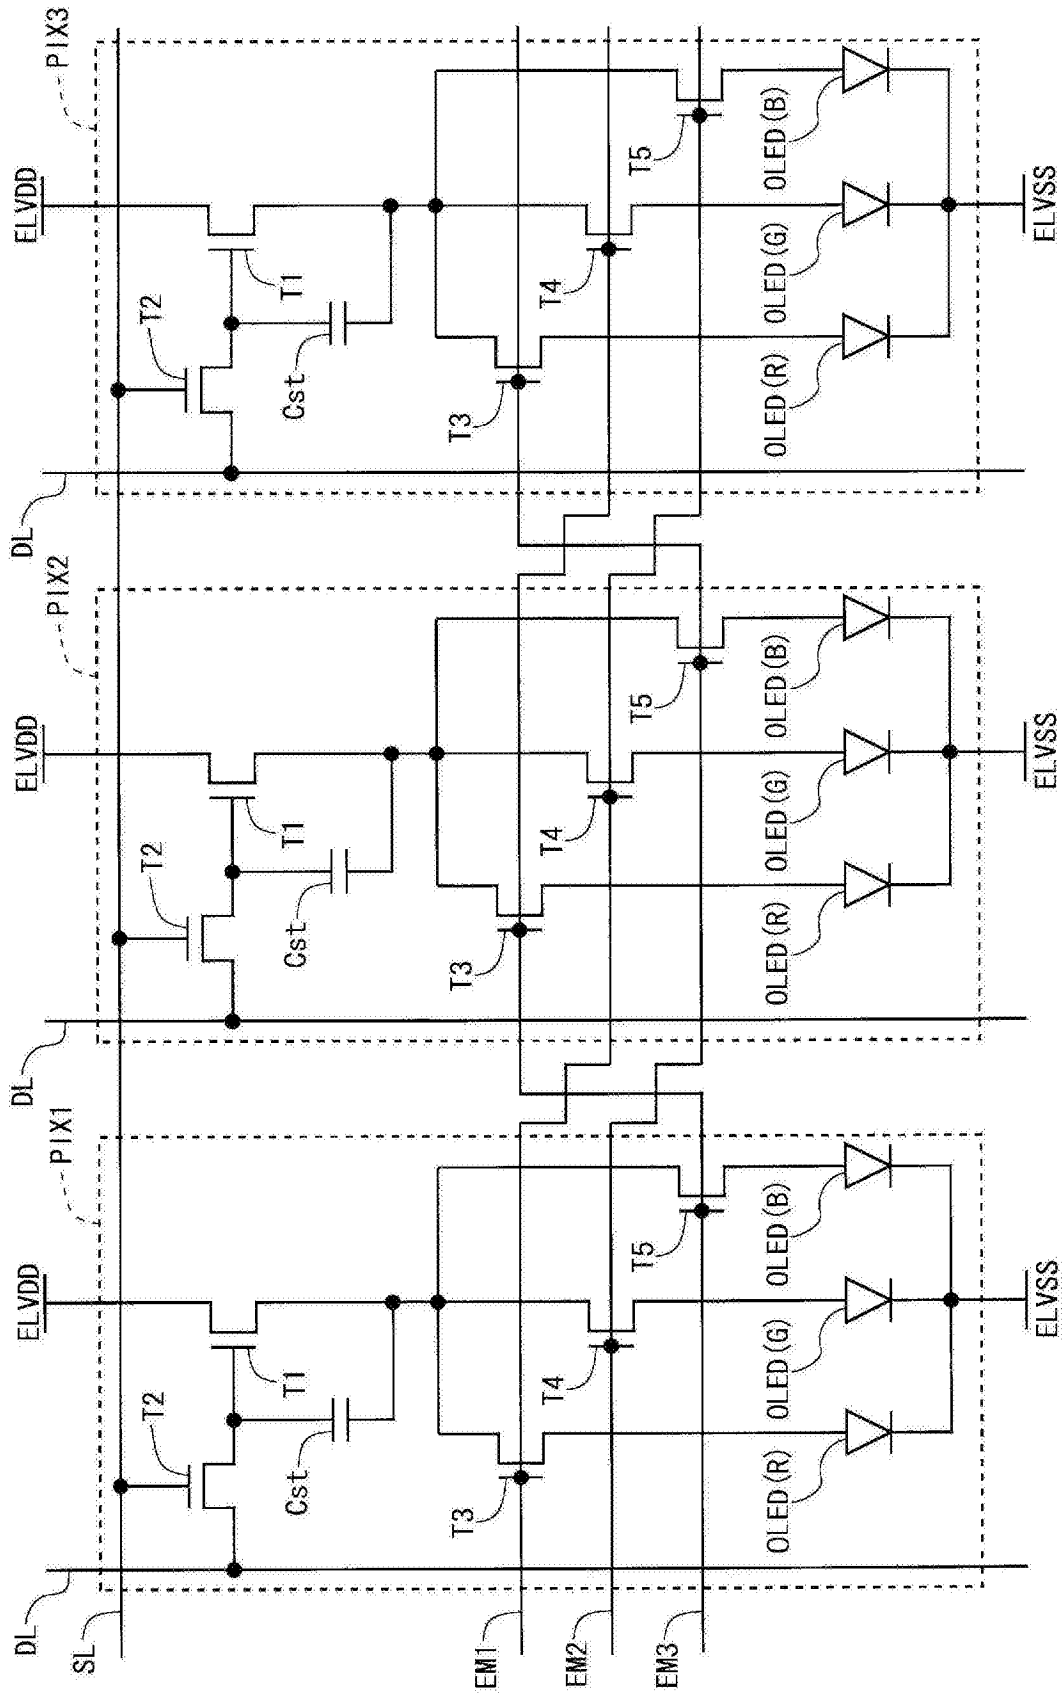 PIX1
PIX2
PIX3
DL
ELVDD
DL
ELVDD
DL
ELVDD
SL
T2
T1
Cst
T2
T1
Cst
T2
T1
Cst
EM1
T3
T3
T3
EM2
T4
T4
T4
EM3
T5
T5
T5
OLED(R)
OLED(G)
OLED(B)
OLED(R)
OLED(G)
OLED(B)
OLED(R)
OLED(G)
OLED(B)
ELVSS
ELVSS
ELVSS